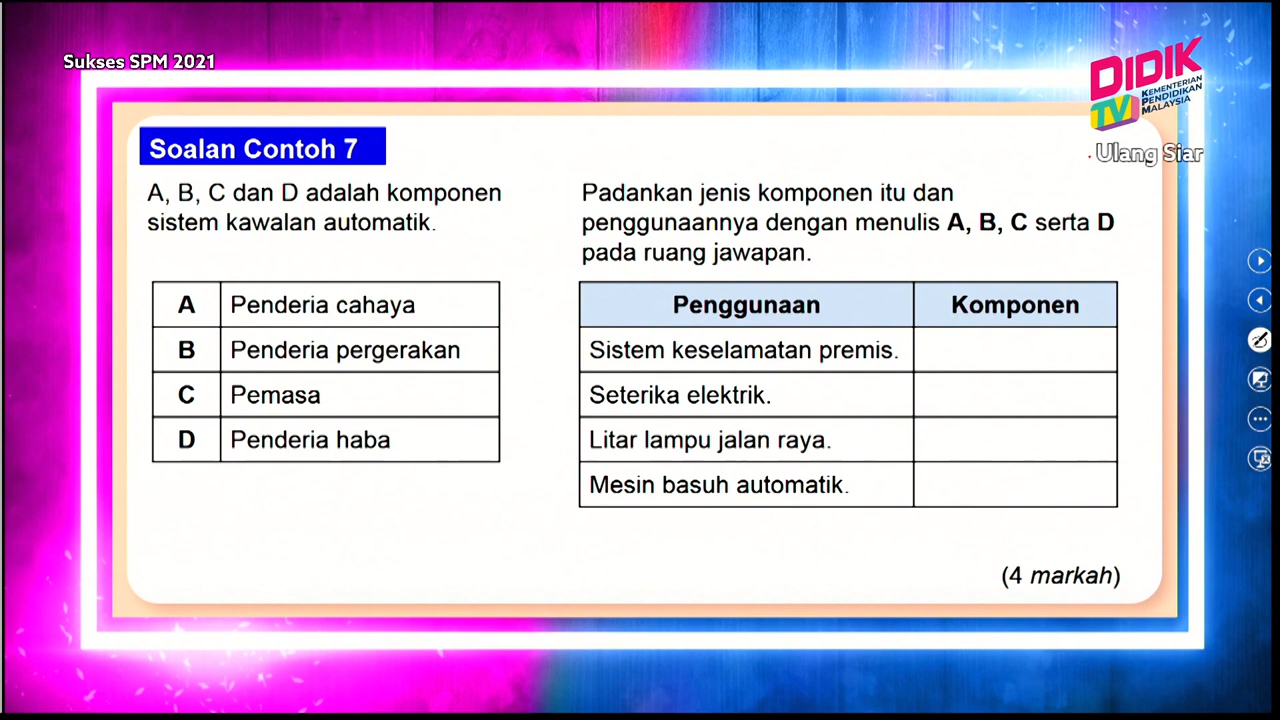 Sukses SPM 2021
DIDIK
TV
KEMENTERIAN
PENDIDIKAN
MALAYSIA
Ulang Siar
Soalan Contoh 7
A, B, C dan D adalah komponen
sistem kawalan automatik.
A Penderia cahaya
B Penderia pergerakan
C Pemasa
D Penderia haba
Padankan jenis komponen itu dan
penggunaannya dengan menulis A, B, C serta D
pada ruang jawapan.
Penggunaan Komponen
Sistem keselamatan premis.
Seterika elektrik.
Litar lampu jalan raya.
Mesin basuh automatik.
(4 markah)